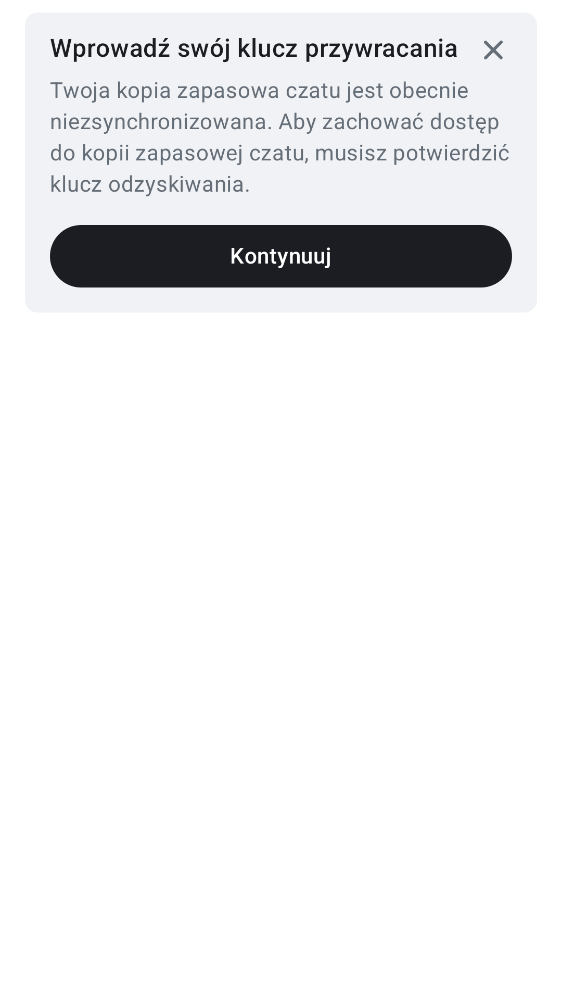 Wprowadź swój klucz przywracania
Twoja kopia zapasowa czatu jest obecnie
niezsynchronizowana. Aby zachować dostęp
do kopii zapasowej czatu, musisz potwierdzić
klucz odzyskiwania.
Kontynuuj